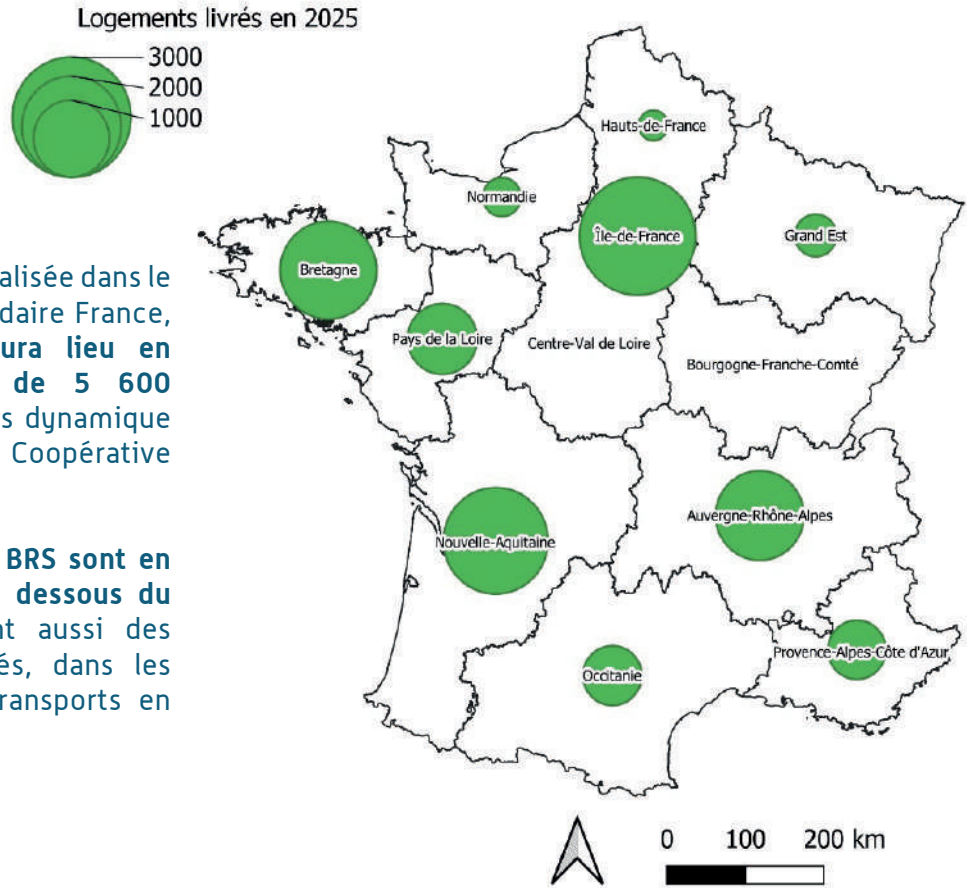 Logements livrés en 2025
3000
2000
1000
Hauts-de-France
Normandie
Île-de-France
Grand Est
Bretagne
Pays de la Loire
Centre-Val de Loire
Bourgogne-Franche-Comté
Auvergne-Rhône-Alpes
Nouvelle-Aquitaine
Provence-Alpes-Côte d'Azur
Occitanie
0 100 200 km
alisée dans le
daire France,
ura lieu en
de 5 600
s dynamique
Coopérative
BRS sont en
dessous du
nt aussi des
és, dans les
ransports en